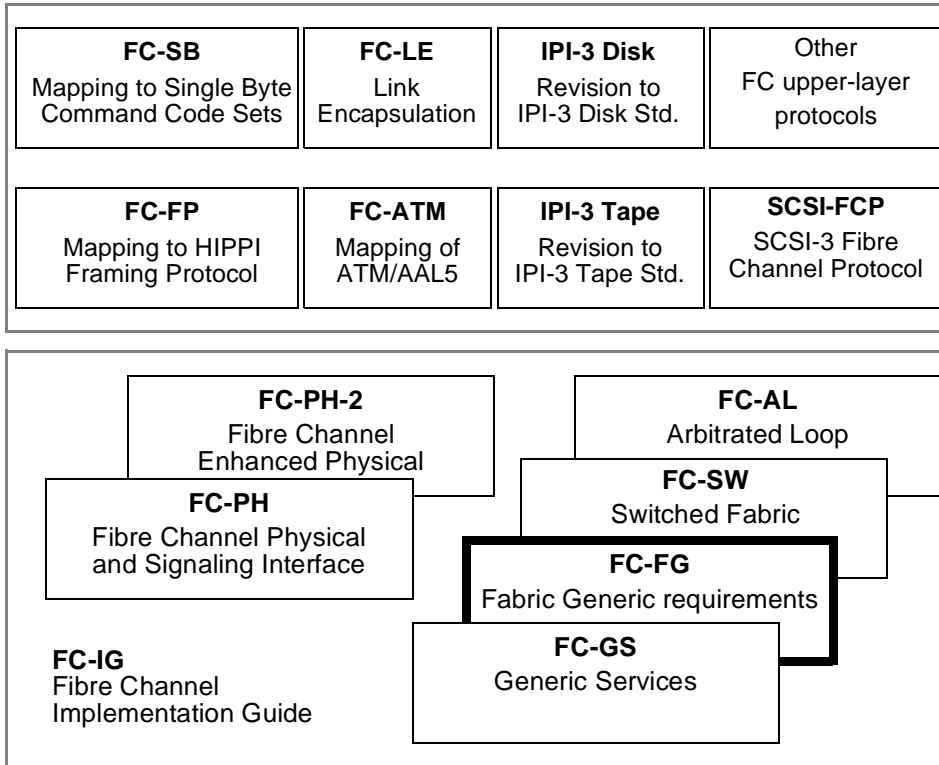 FC-SB
Mapping to Single Byte
Command Code Sets
FC-LE
Link
Encapsulation
IPI-3 Disk
Revision to
IPI-3 Disk Std.
Other
FC upper-layer
protocols
FC-FP
Mapping to HIPPI
Framing Protocol
FC-ATM
Mapping of
ATM/AAL5
IPI-3 Tape
Revision to
IPI-3 Tape Std.
SCSI-FCP
SCSI-3 Fibre
Channel Protocol
FC-PH-2
Fibre Channel
Enhanced Physical
FC-PH
Fibre Channel Physical
and Signaling Interface
FC-AL
Arbitrated Loop
FC-SW
Switched Fabric
FC-FG
Fabric Generic requirements
FC-GS
Generic Services
FC-IG
Fibre Channel
Implementation Guide